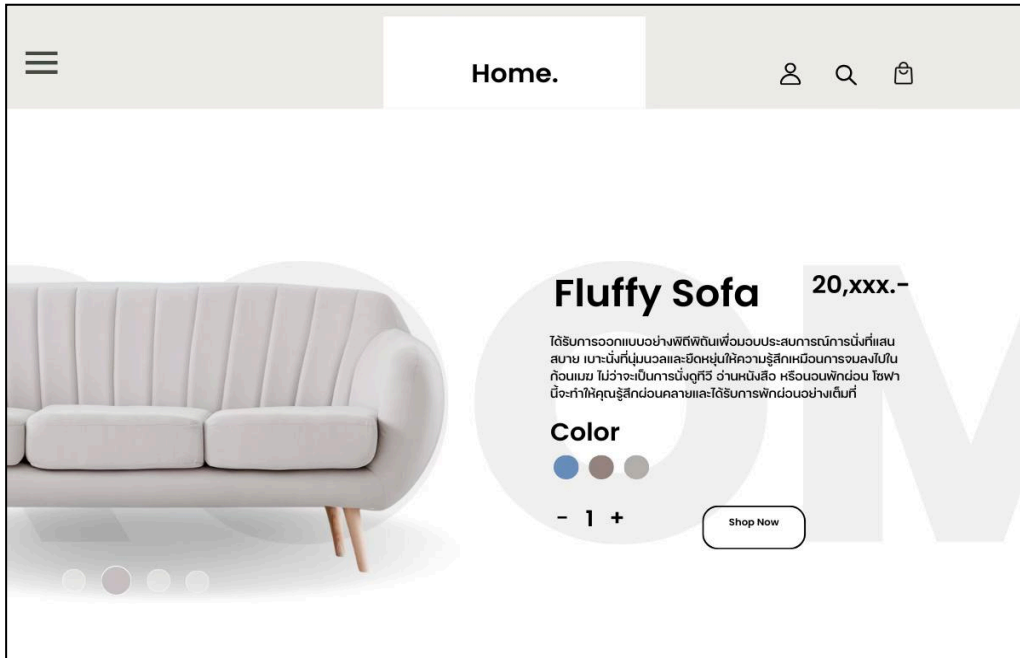 Home.
ROOM
Fluffy Sofa
20,xxx.-
ได้รับการออกแบบอย่างพิถีพิถันเพื่อมอบประสบการณ์การนั่งที่แสน
สบาย เบาะนั่งที่นุ่มนวลและยืดหยุ่นให้ความรู้สึกเหมือนการจมลงไปใน
ก้อนเมฆ ไม่ว่าจะเป็นการนั่งดูทีวี อ่านหนังสือ หรือนอนพักผ่อน โซฟา
นี้จะทำให้คุณรู้สึกผ่อนคลายและได้รับการพักผ่อนอย่างเต็มที่
Color
- 1 +
Shop Now